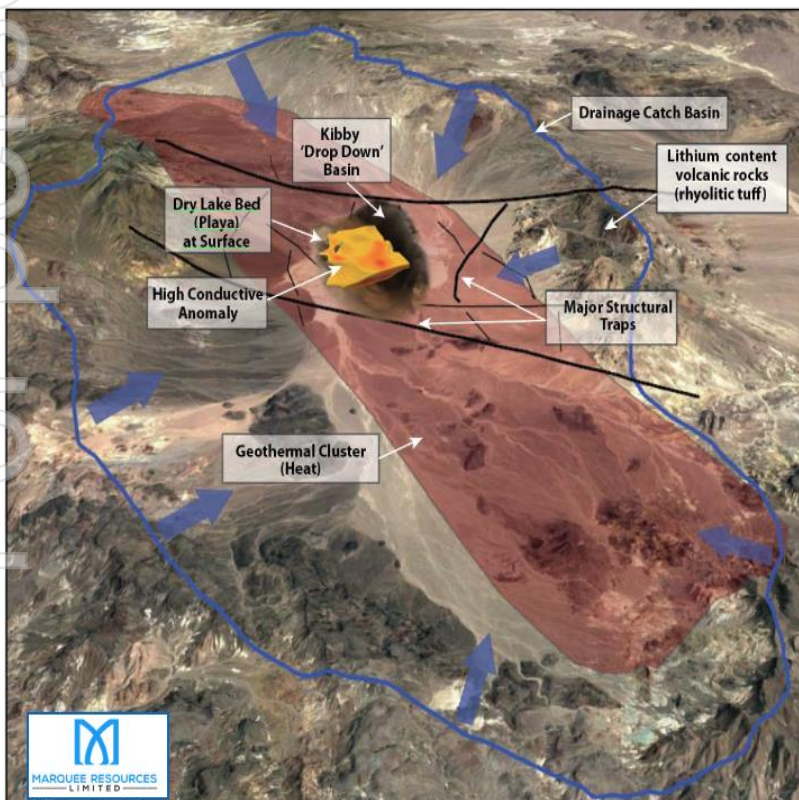 Drainage Catch Basin
Kibby
'Drop Down'
Basin
Lithium content
volcanic rocks
(rhyolitic tuff)
Dry Lake Bed
(Playa)
at Surface
High Conductive
Anomaly
Major Structural
Traps
Geothermal Cluster
(Heat)
MARQUEE RESOURCES
LIMITED